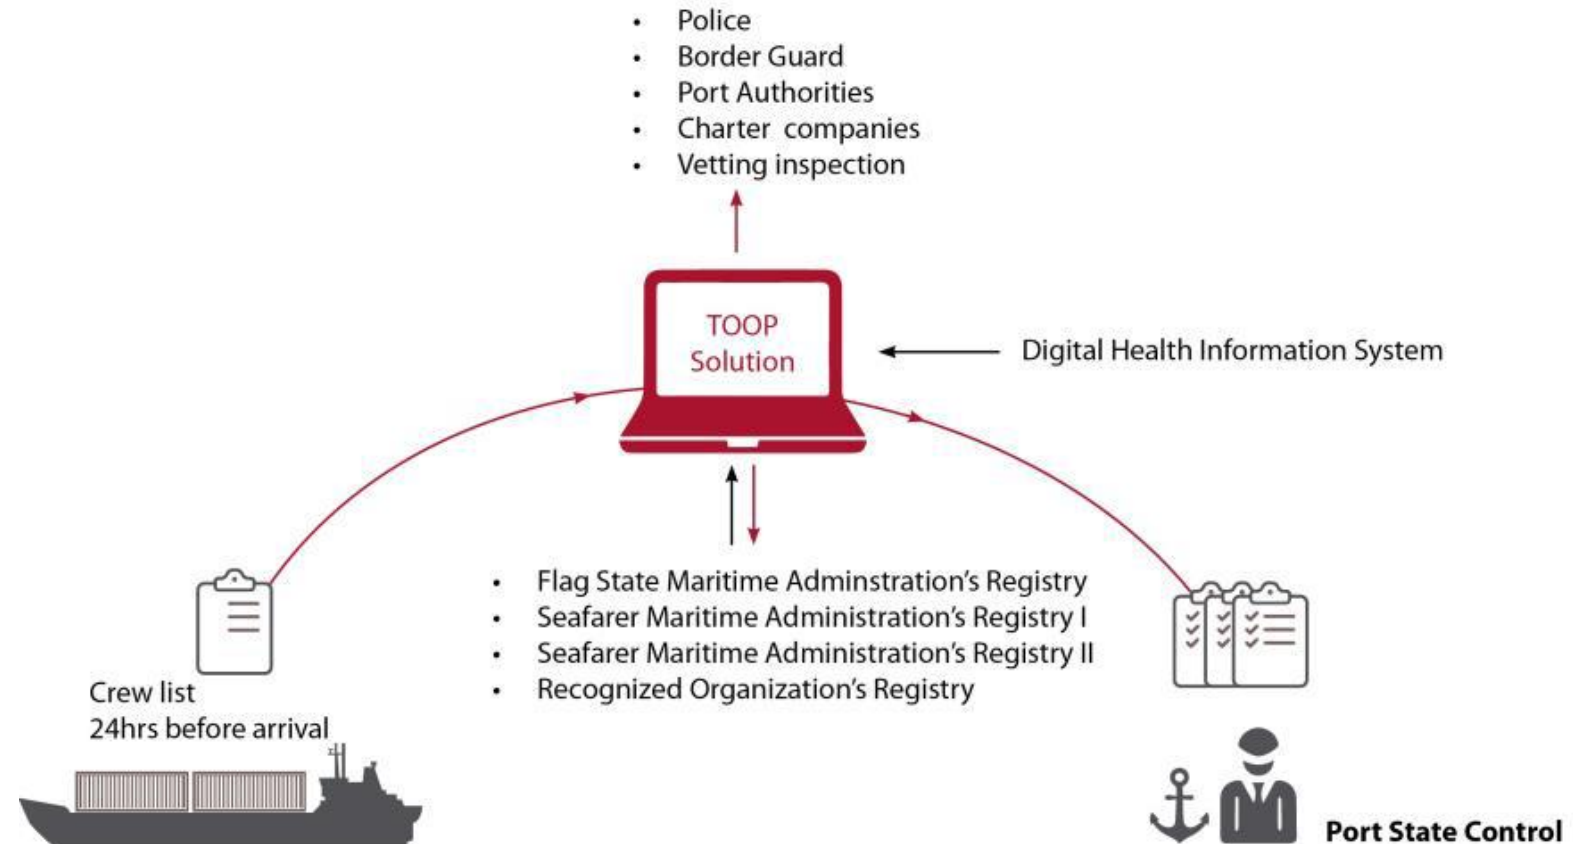 • Police
• Border Guard
• Port Authorities
• Charter companies
• Vetting inspection
TOOP
Solution
Digital Health Information System
• Flag State Maritime Adminstration’s Registry
• Seafarer Maritime Administration’s Registry I
• Seafarer Maritime Administration’s Registry II
• Recognized Organization’s Registry
Crew list
24hrs before arrival
Port State Control